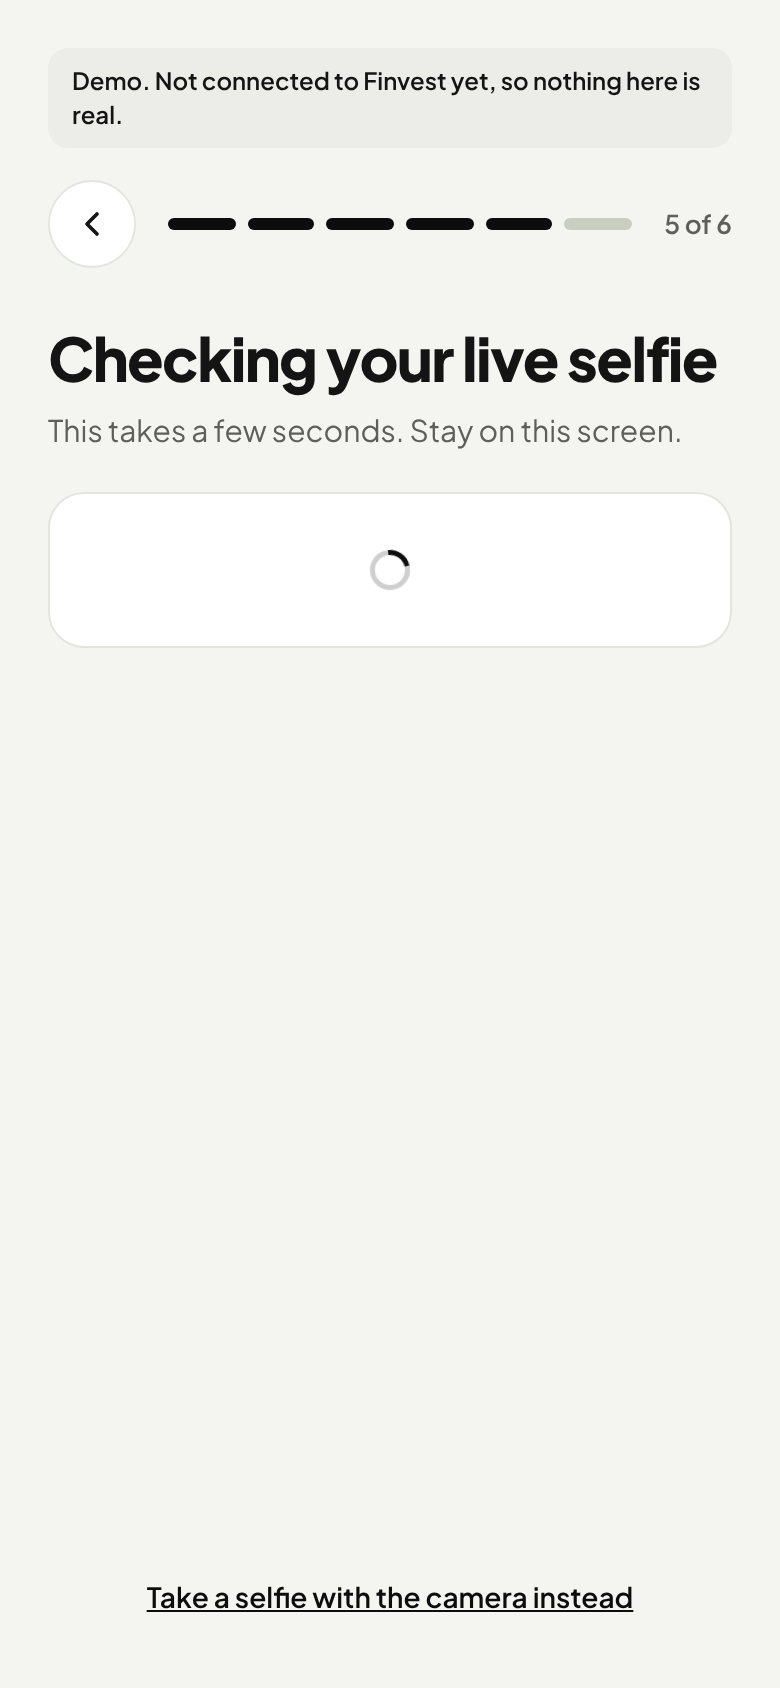 Demo. Not connected to Finvest yet, so nothing here is
real.
5 of 6
Checking your live selfie
This takes a few seconds. Stay on this screen.
Take a selfie with the camera instead